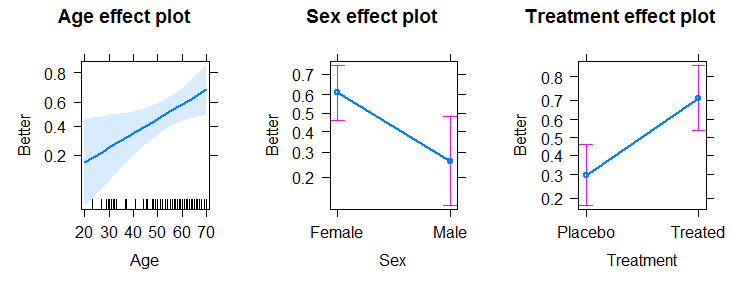 Age effect plot
Better
0.8
0.6
0.4
0.2
20 30 40 50 60 70
Age
Sex effect plot
Better
0.7
0.6
0.5
0.4
0.3
0.2
Female Male
Sex
Treatment effect plot
Better
0.8
0.7
0.6
0.5
0.4
0.3
0.2
Placebo Treated
Treatment